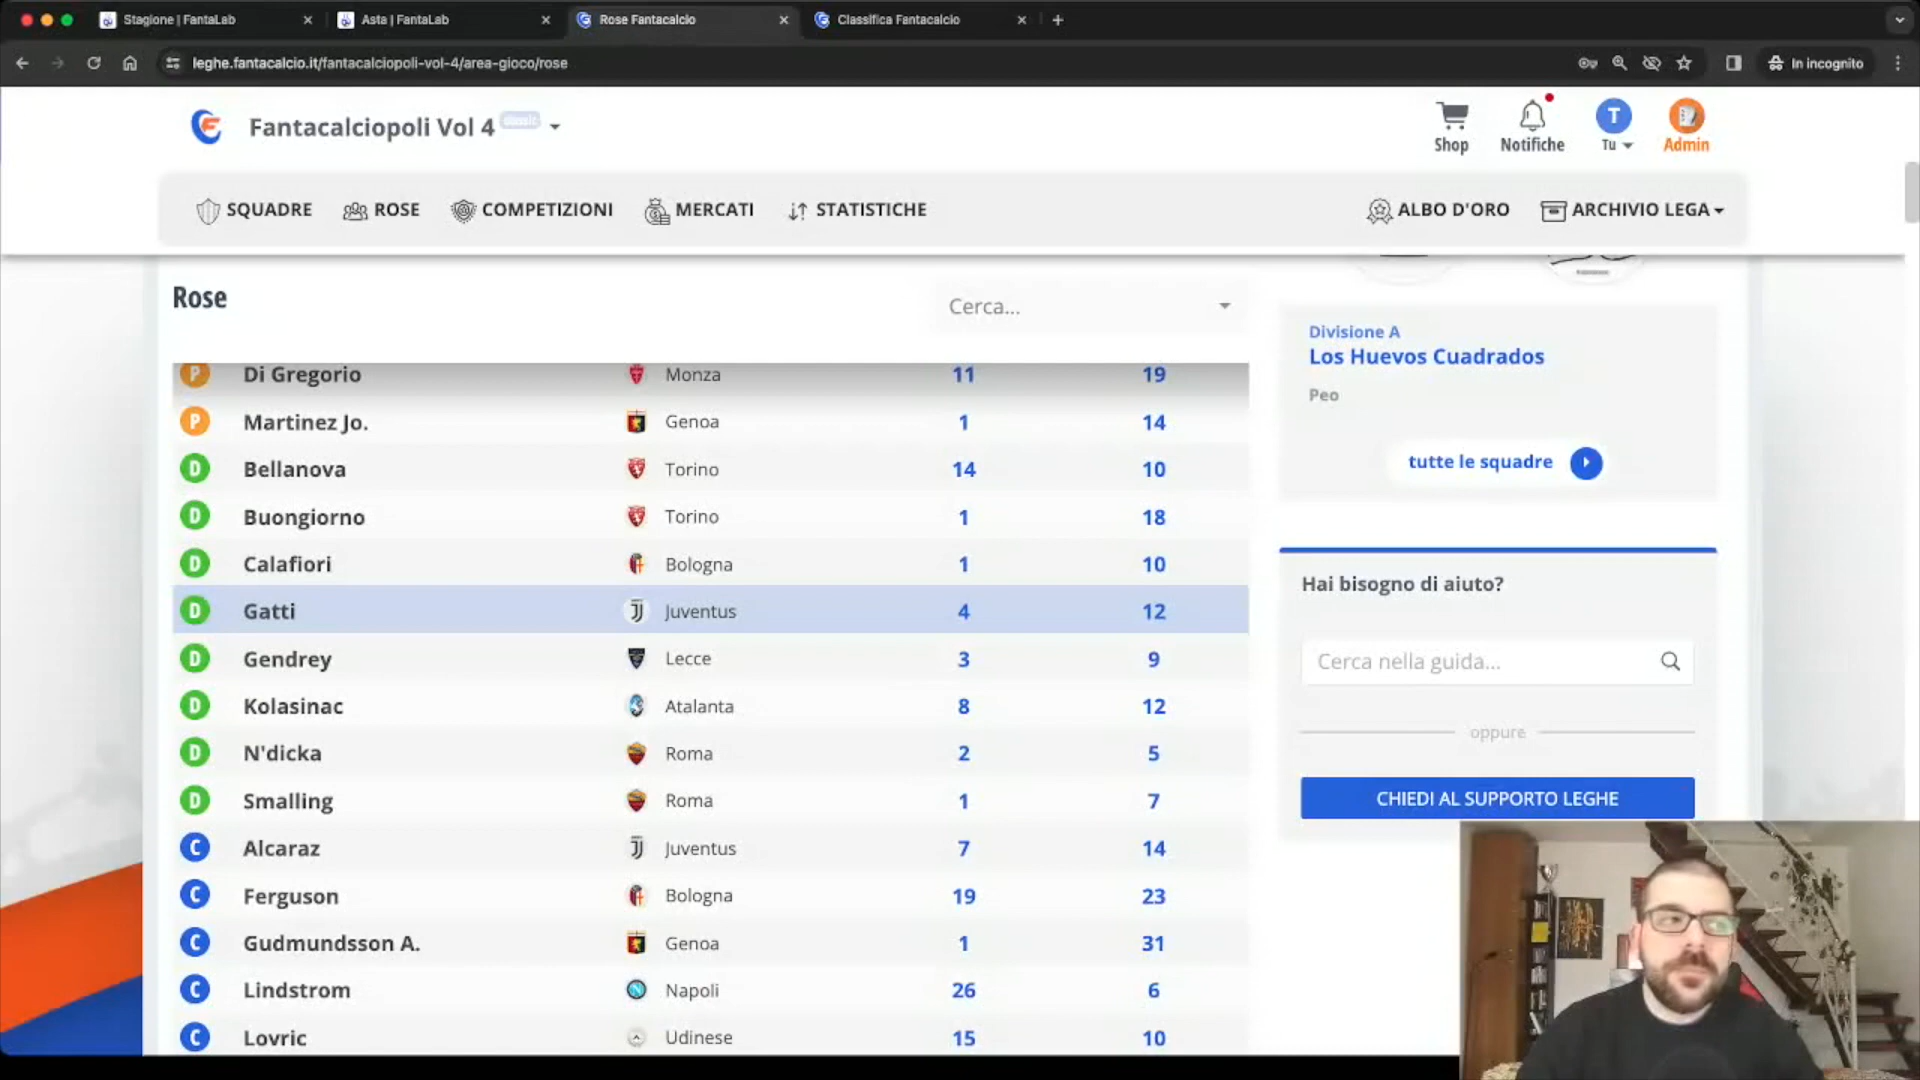 Stagione | FantaLab
Asta | FantaLab
Rose Fantacalcio
Classifica Fantacalcio
leghe.fantacalcio.it/fantacalciopoli-vol-4/area-gioco/rose
In incognito
Fantacalciopoli Vol 4 classic
Shop
Notifiche
T
Tu
Admin
SQUADRE
ROSE
COMPETIZIONI
MERCATI
STATISTICHE
ALBO D'ORO
ARCHIVIO LEGA
Rose
Cerca...
P Di Gregorio Monza 11 19
P Martinez Jo. Genoa 1 14
D Bellanova Torino 14 10
D Buongiorno Torino 1 18
D Calafiori Bologna 1 10
D Gatti Juventus 4 12
D Gendrey Lecce 3 9
D Kolasinac Atalanta 8 12
D N'dicka Roma 2 5
D Smalling Roma 1 7
C Alcaraz Juventus 7 14
C Ferguson Bologna 19 23
C Gudmundsson A. Genoa 1 31
C Lindstrom Napoli 26 6
C Lovric Udinese 15 10
Divisione A
Los Huevos Cuadrados
Peo
tutte le squadre
Hai bisogno di aiuto?
Cerca nella guida...
oppure
CHIEDI AL SUPPORTO LEGHE